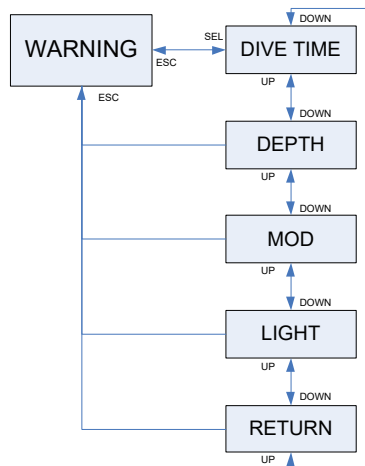 DOWN
WARNING SEL DIVE TIME
ESC
UP
ESC
DOWN
DEPTH
UP
DOWN
MOD
UP
DOWN
LIGHT
UP
DOWN
RETURN
UP